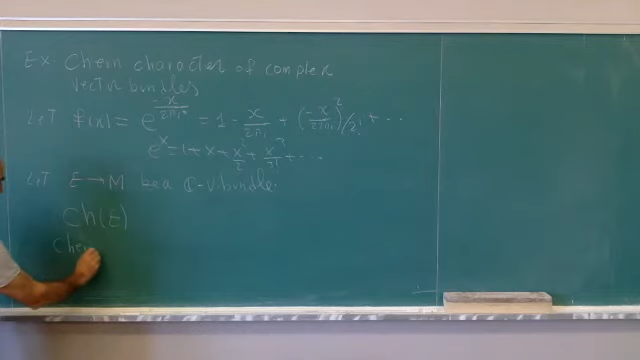 Ex Chern character of complex
vector bundles
Let f(x) = e^{-x/2πi} = 1 - x/2πi + (-x/2πi)^2/2! + ...
e^x = 1 + x + x^2/2 + x^3/3! + ...
Let E → M be a C-v.bundle.
Ch(E)
Cher